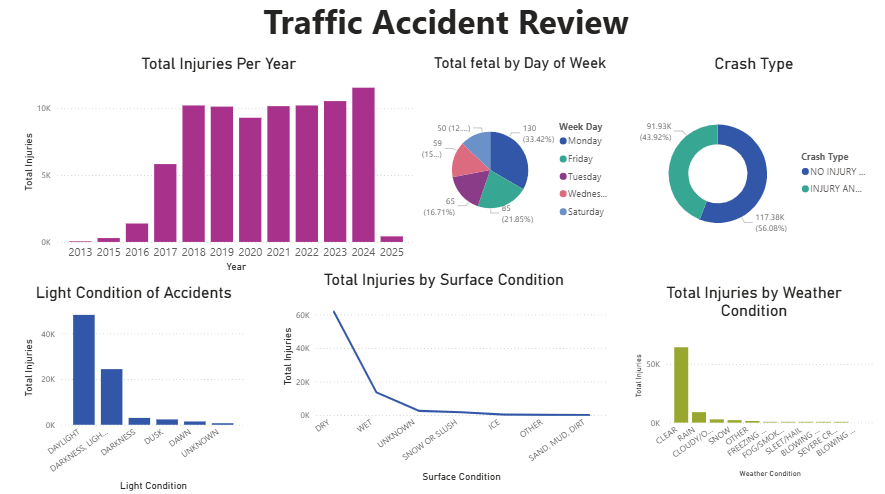 Traffic Accident Review
Total Injuries Per Year
Total Injuries
10K
5K
0K
2013 2015 2016 2017 2018 2019 2020 2021 2022 2023 2024 2025
Year
Total fetal by Day of Week
50 (12....)
59
(15...)
65
(16.71%)
130
(33.42%)
85
(21.85%)
Week Day
Monday
Friday
Tuesday
Wednes...
Saturday
Crash Type
91.93K
(43.92%)
117.38K
(56.08%)
Crash Type
NO INJURY ...
INJURY AN...
Light Condition of Accidents
Total Injuries
40K
20K
0K
DAYLIGHT
DARKNESS, LIGH...
DARKNESS
DUSK
DAWN
UNKNOWN
Light Condition
Total Injuries by Surface Condition
Total Injuries
60K
40K
20K
0K
DRY
WET
UNKNOWN
SNOW OR SLUSH
ICE
OTHER
SAND, MUD, DIRT
Surface Condition
Total Injuries by Weather
Condition
Total Injuries
50K
0K
CLEAR
RAIN
CLOUDY/O...
SNOW
OTHER
FREEZING ...
FOG/SMOK...
SLEET/HAIL
BLOWING ...
SEVERE CR...
BLOWING ...
Weather Condition